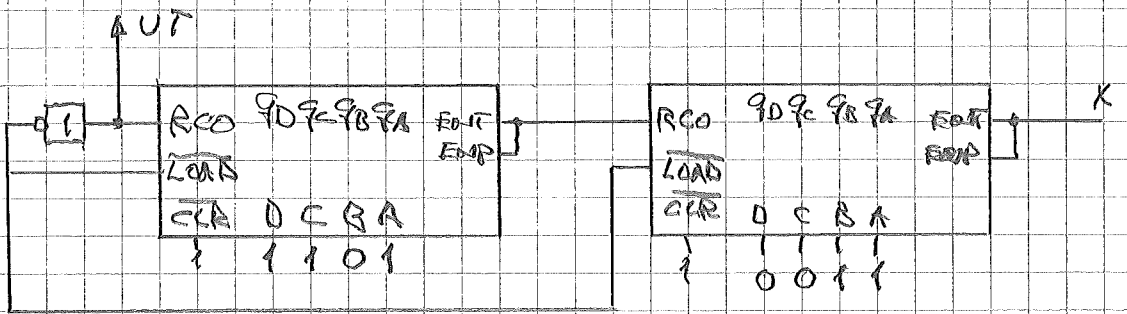 UT
X
1
RCO qD qC qB qA ENT
ENP
LOAD
CLR D C B A
1 1 1 0 1
RCO qD qC qB qA ENT
ENP
LOAD
CLR D C B A
1 0 0 1 1